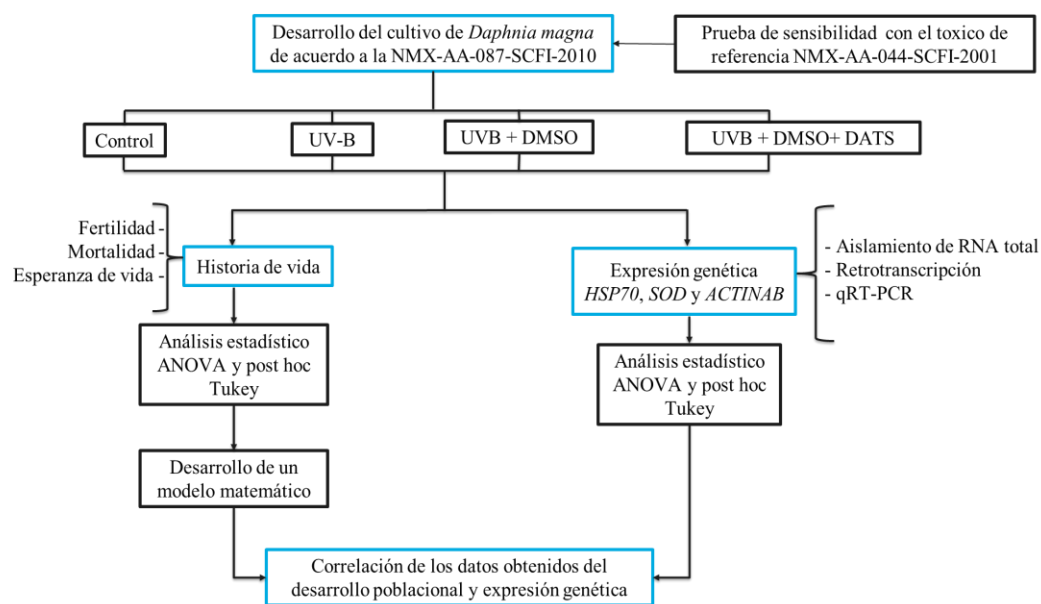 Desarrollo del cultivo de Daphnia magna
de acuerdo a la NMX-AA-087-SCFI-2010
Prueba de sensibilidad con el toxico de
referencia NMX-AA-044-SCFI-2001
Control
UV-B
UVB + DMSO
UVB + DMSO+ DATS
Fertilidad -
Mortalidad -
Esperanza de vida -
Historia de vida
Expresión genética
HSP70, SOD y ACTINAB
- Aislamiento de RNA total
- Retrotranscripción
- qRT-PCR
Análisis estadístico
ANOVA y post hoc
Tukey
Análisis estadístico
ANOVA y post hoc
Tukey
Desarrollo de un
modelo matemático
Correlación de los datos obtenidos del
desarrollo poblacional y expresión genética